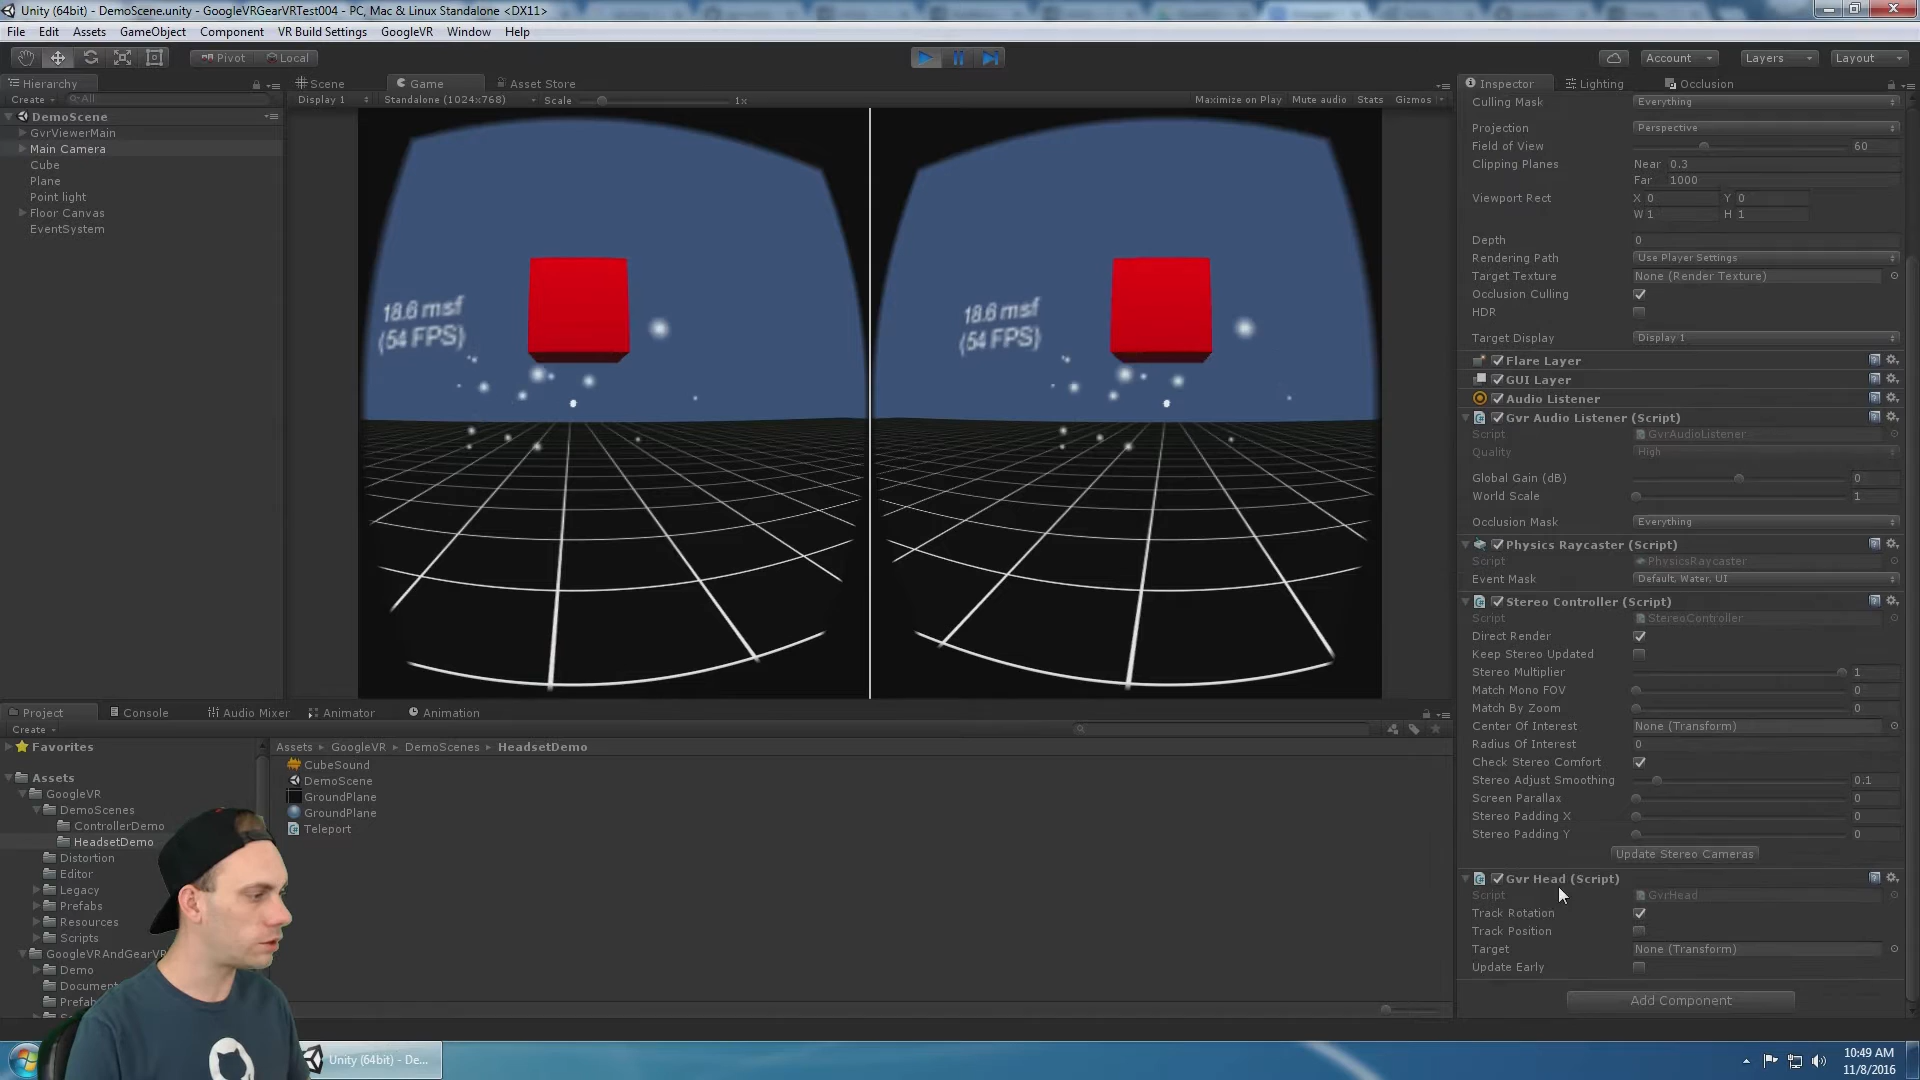 Unity (64bit) - DemoScene.unity - GoogleVRGearVRTest004 - PC, Mac & Linux Standalone <DX11>
File Edit Assets GameObject Component VR Build Settings GoogleVR Window Help
Pivot Local
Account Layers Layout
Hierarchy
Create All
DemoScene
GvrViewerMain
Main Camera
Cube
Plane
Point light
Floor Canvas
EventSystem
Scene Game Asset Store
Display 1 Standalone (1024x768) Scale 1x Maximize on Play Mute audio Stats Gizmos
18.6 msf
(54 FPS)
18.6 msf
(54 FPS)
Inspector Lighting Occlusion
Culling Mask Everything
Projection Perspective
Field of View 60
Clipping Planes Near 0.3
Far 1000
Viewport Rect X 0 Y 0
W 1 H 1
Depth 0
Rendering Path Use Player Settings
Target Texture None (Render Texture)
Occlusion Culling
HDR
Target Display Display 1
Flare Layer
GUI Layer
Audio Listener
Gvr Audio Listener (Script)
Script GvrAudioListener
Quality High
Global Gain (dB) 0
World Scale 1
Occlusion Mask Everything
Physics Raycaster (Script)
Script PhysicsRaycaster
Event Mask Default, Water, UI
Stereo Controller (Script)
Script StereoController
Direct Render
Keep Stereo Updated
Stereo Multiplier 1
Match Mono FOV 0
Match By Zoom 0
Center Of Interest None (Transform)
Radius Of Interest 0
Check Stereo Comfort
Stereo Adjust Smoothing 0.1
Screen Parallax 0
Stereo Padding X 0
Stereo Padding Y 0
Update Stereo Cameras
Gvr Head (Script)
Script GvrHead
Track Rotation
Track Position
Target None (Transform)
Update Early
Add Component
Project Console Audio Mixer Animator Animation
Create
Favorites
Assets
GoogleVR
DemoScenes
ControllerDemo
HeadsetDemo
Distortion
Editor
Legacy
Prefabs
Resources
Scripts
GoogleVRAndGearVR
Demo
Document
Prefabs
Assets GoogleVR DemoScenes HeadsetDemo
CubeSound
DemoScene
GroundPlane
GroundPlane
Teleport
Unity (64bit) - De...
10:49 AM
11/8/2016